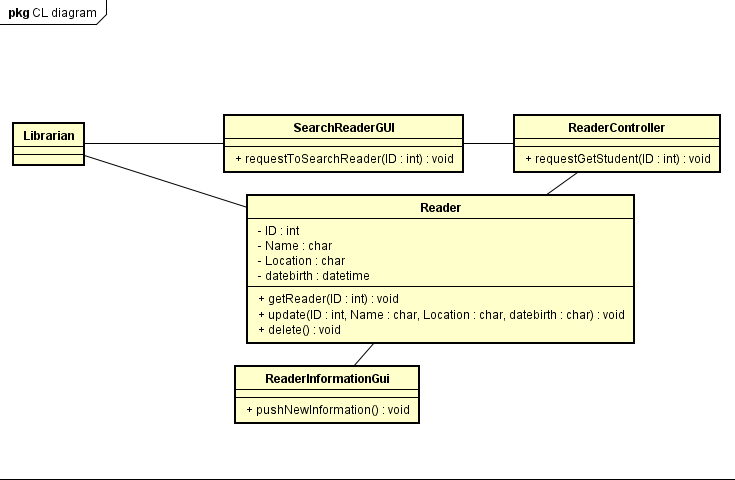 pkg CL diagram
Librarian
SearchReaderGUI
+ requestToSearchReader(ID : int) : void
ReaderController
+ requestGetStudent(ID : int) : void
Reader
- ID : int
- Name : char
- Location : char
- datebirth : datetime
+ getReader(ID : int) : void
+ update(ID : int, Name : char, Location : char, datebirth : char) : void
+ delete() : void
ReaderInformationGui
+ pushNewInformation() : void